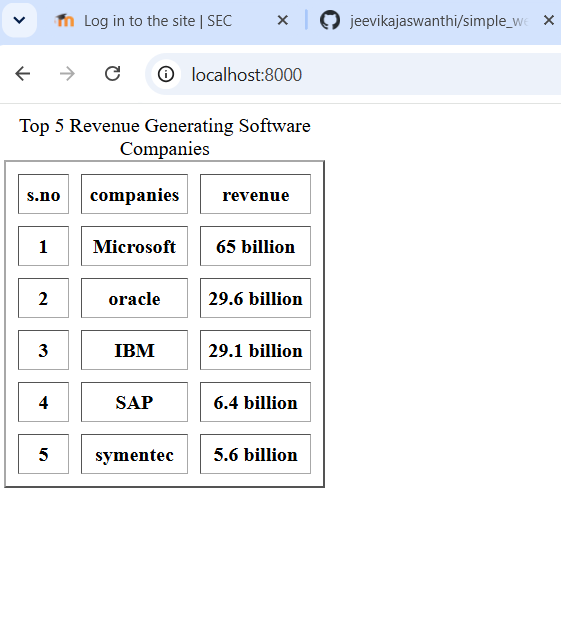 Log in to the site | SEC
jeevikajaswanthi/simple_we
localhost:8000
Top 5 Revenue Generating Software
Companies
s.no companies revenue
1 Microsoft 65 billion
2 oracle 29.6 billion
3 IBM 29.1 billion
4 SAP 6.4 billion
5 symentec 5.6 billion